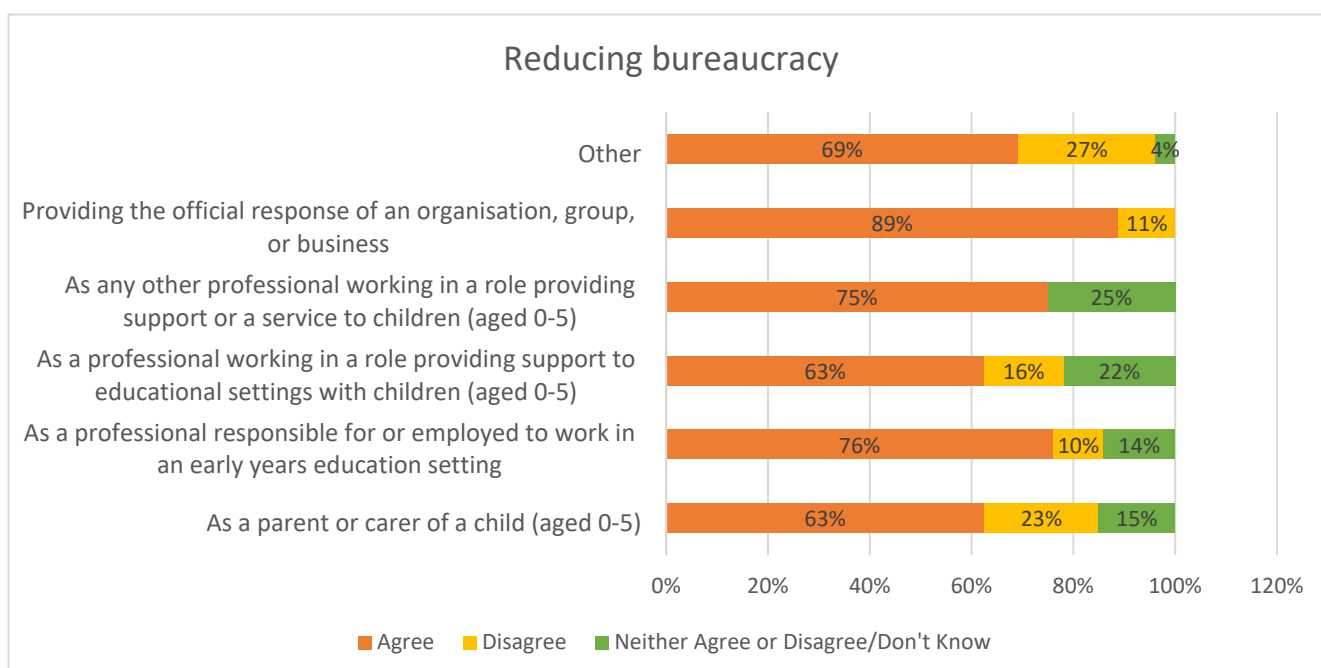 Reducing bureaucracy
Other
69%
27%
4%
Providing the official response of an organisation, group,
or business
89%
11%
As any other professional working in a role providing
support or a service to children (aged 0-5)
75%
25%
As a professional working in a role providing support to
educational settings with children (aged 0-5)
63%
16%
22%
As a professional responsible for or employed to work in
an early years education setting
76%
10%
14%
As a parent or carer of a child (aged 0-5)
63%
23%
15%
0% 20% 40% 60% 80% 100% 120%
Agree Disagree Neither Agree or Disagree/Don't Know